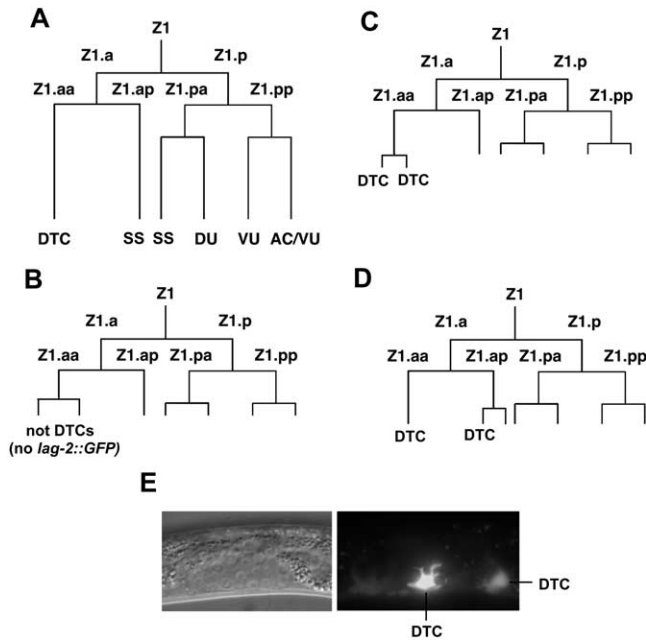 A
Z1
Z1.a Z1.p
Z1.aa Z1.ap Z1.pa Z1.pp
DTC SS SS DU VU AC/VU
B
Z1
Z1.a Z1.p
Z1.aa Z1.ap Z1.pa Z1.pp
not DTCs
(no lag-2::GFP)
C
Z1
Z1.a Z1.p
Z1.aa Z1.ap Z1.pa Z1.pp
DTC DTC
D
Z1
Z1.a Z1.p
Z1.aa Z1.ap Z1.pa Z1.pp
DTC DTC
E
DTC
DTC